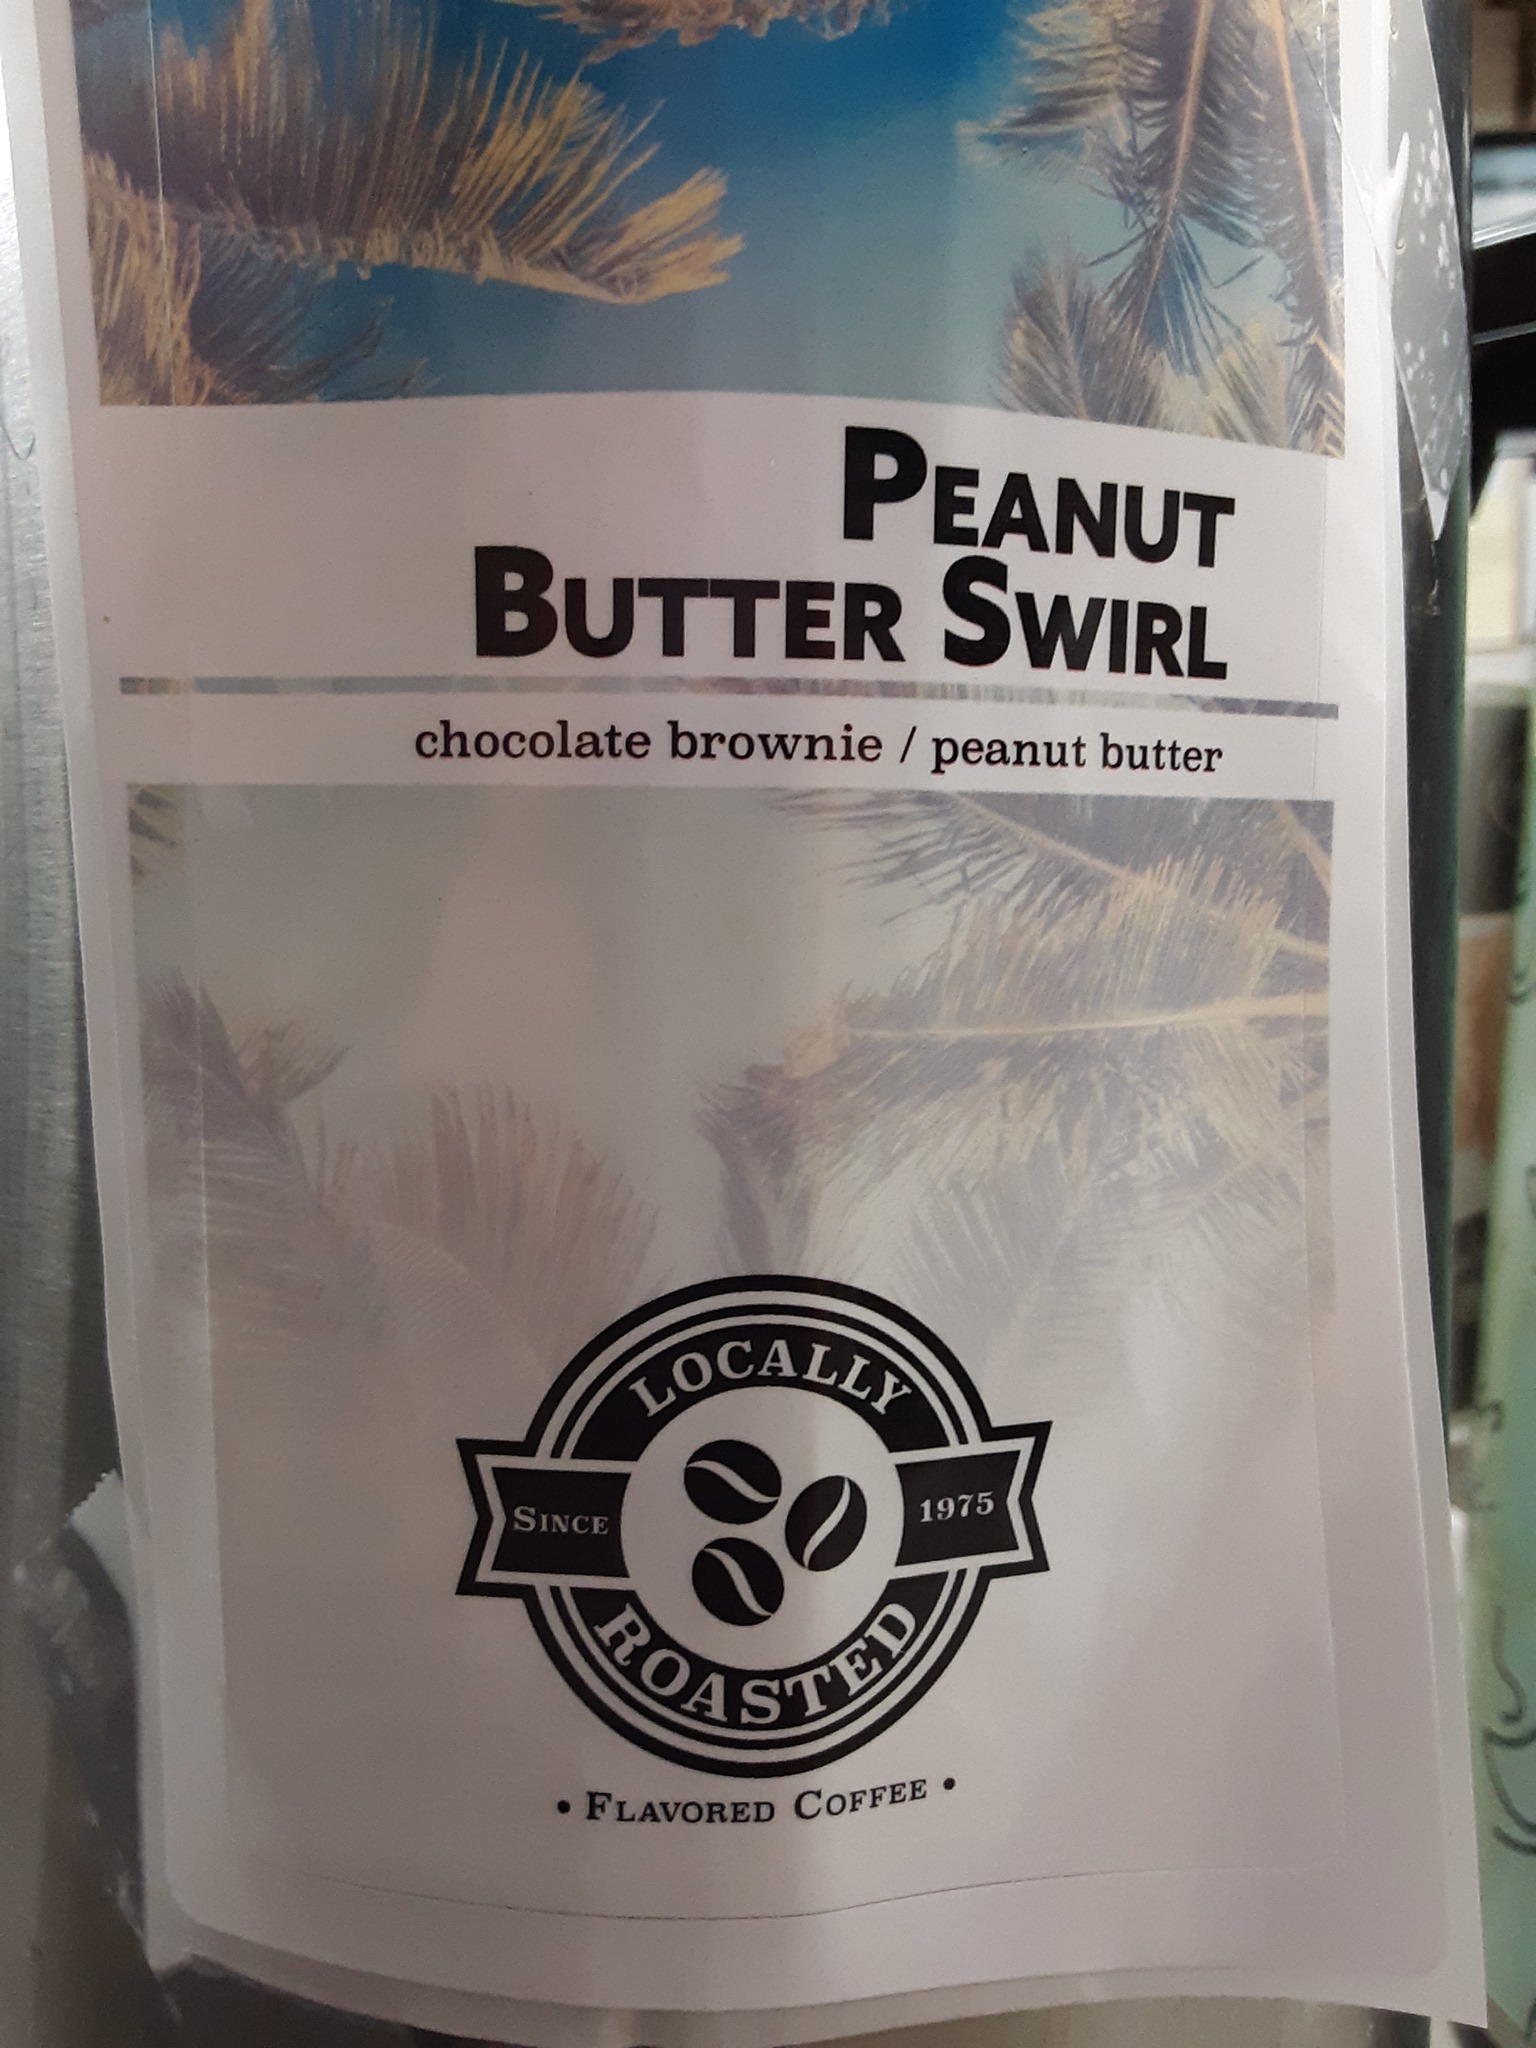 PEANUT
BUTTER SWIRL
chocolate brownie / peanut butter
LOCALLY
SINCE 1975
ROASTED
• FLAVORED COFFEE •